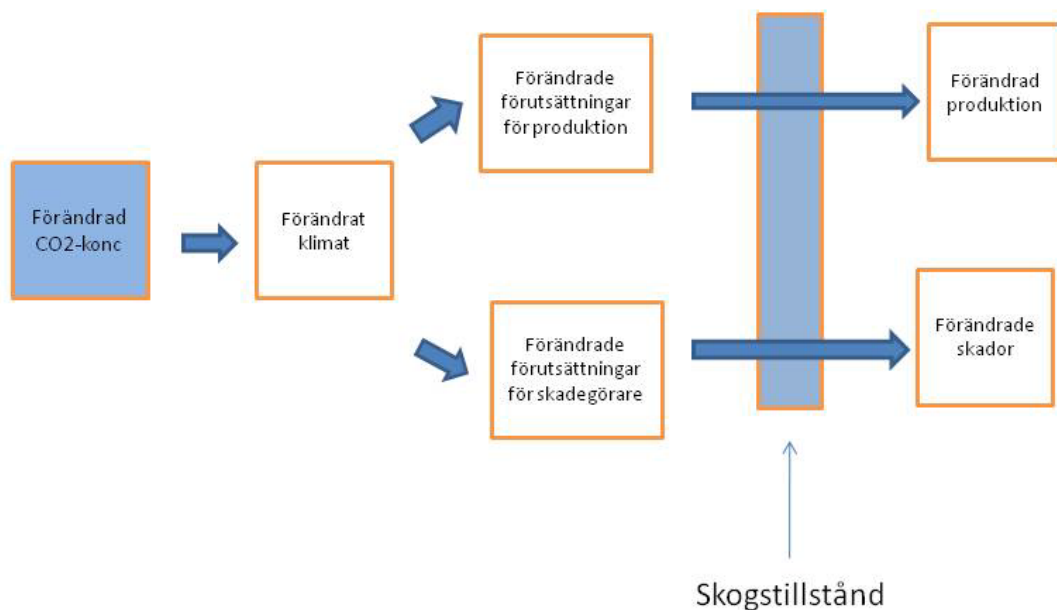 Förändrad
CO2-konc
Förändrat
klimat
Förändrade
förutsättningar
för produktion
Förändrade
förutsättningar
för skadegörare
Förändrad
produktion
Förändrade
skador
Skogstillstånd